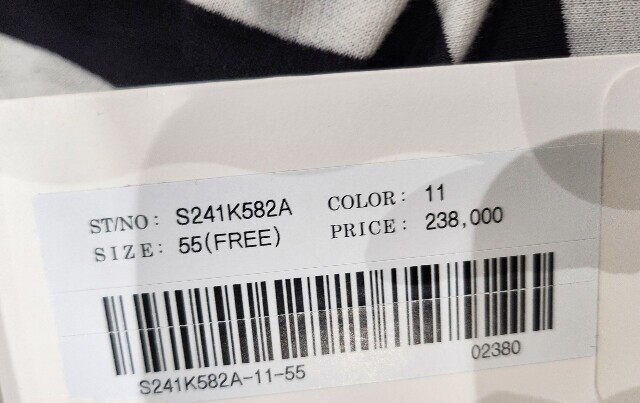 ST/NO: S241K582A COLOR: 11
SIZE: 55(FREE) PRICE: 238,000
S241K582A-11-55 02380